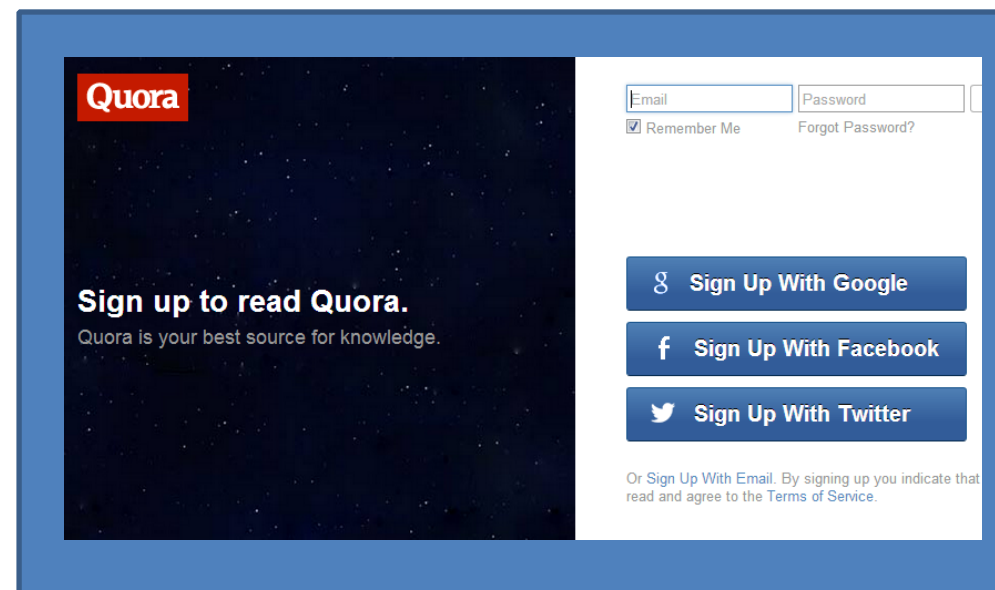 Quora
Sign up to read Quora.
Quora is your best source for knowledge.
Email
Password
Remember Me
Forgot Password?
Sign Up With Google
Sign Up With Facebook
Sign Up With Twitter
Or Sign Up With Email. By signing up you indicate that
read and agree to the Terms of Service.